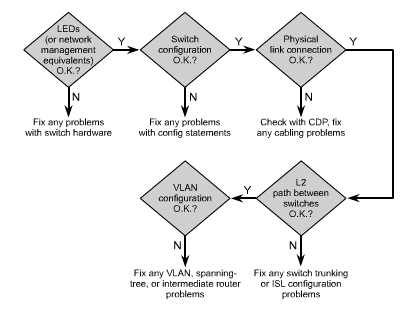 LEDs
(or network
management
equivalents)
O.K.?
Y
N
Fix any problems
with switch hardware
Switch
configuration
O.K.?
Y
N
Fix any problems
with config statements
Physical
link connection
O.K.?
Y
N
Check with CDP, fix
any cabling problems
L2
path between
switches
O.K.?
Y
N
Fix any switch trunking
or ISL configuration
problems
VLAN
configuration
O.K.?
N
Fix any VLAN, spanning-
tree, or intermediate router
problems